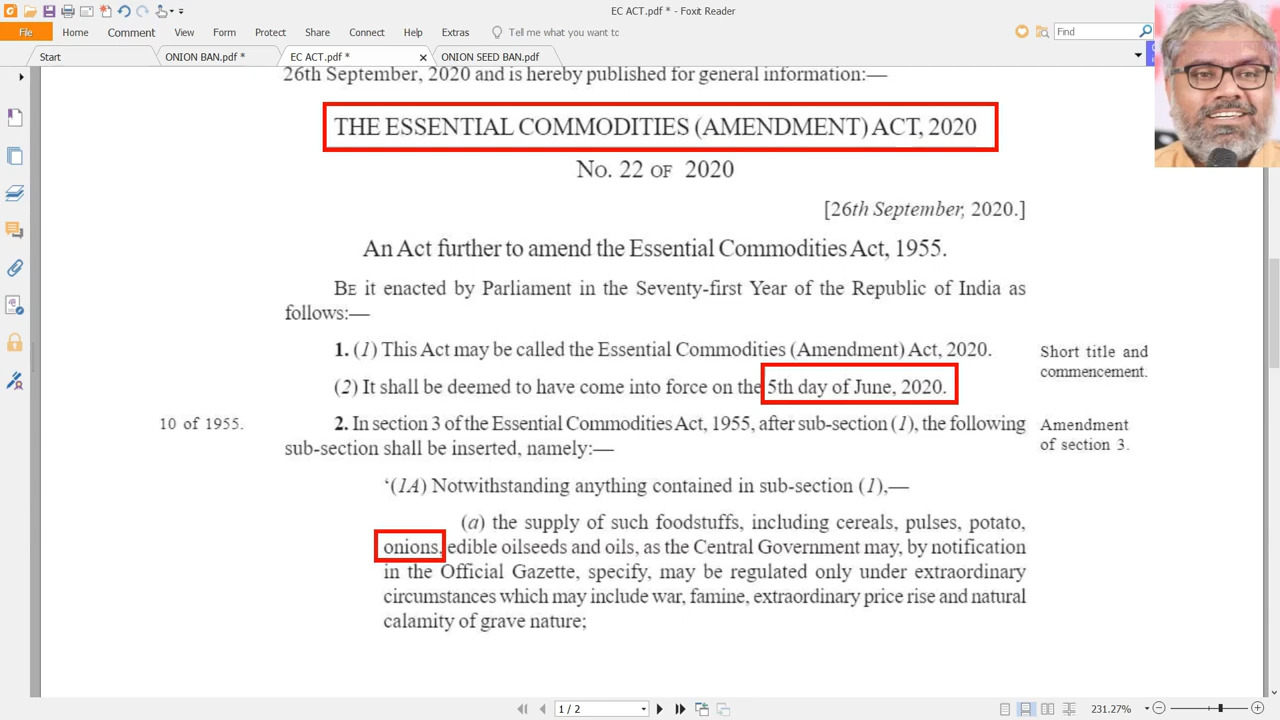 EC ACT.pdf * - Foxit Reader
File Home Comment View Form Protect Share Connect Help Extras Tell me what you want to Find
Start ONION BAN.pdf * EC ACT.pdf * ONION SEED BAN.pdf
26th September, 2020 and is hereby published for general information:—
THE ESSENTIAL COMMODITIES (AMENDMENT) ACT, 2020
No. 22 OF 2020
[26th September, 2020.]
An Act further to amend the Essential Commodities Act, 1955.
BE it enacted by Parliament in the Seventy-first Year of the Republic of India as
follows:—
1. (1) This Act may be called the Essential Commodities (Amendment) Act, 2020.
Short title and
commencement.
(2) It shall be deemed to have come into force on the 5th day of June, 2020.
10 of 1955.
2. In section 3 of the Essential Commodities Act, 1955, after sub-section (1), the following
sub-section shall be inserted, namely:—
Amendment
of section 3.
‘(1A) Notwithstanding anything contained in sub-section (1),—
(a) the supply of such foodstuffs, including cereals, pulses, potato,
onions, edible oilseeds and oils, as the Central Government may, by notification
in the Official Gazette, specify, may be regulated only under extraordinary
circumstances which may include war, famine, extraordinary price rise and natural
calamity of grave nature;
1 / 2
231.27%